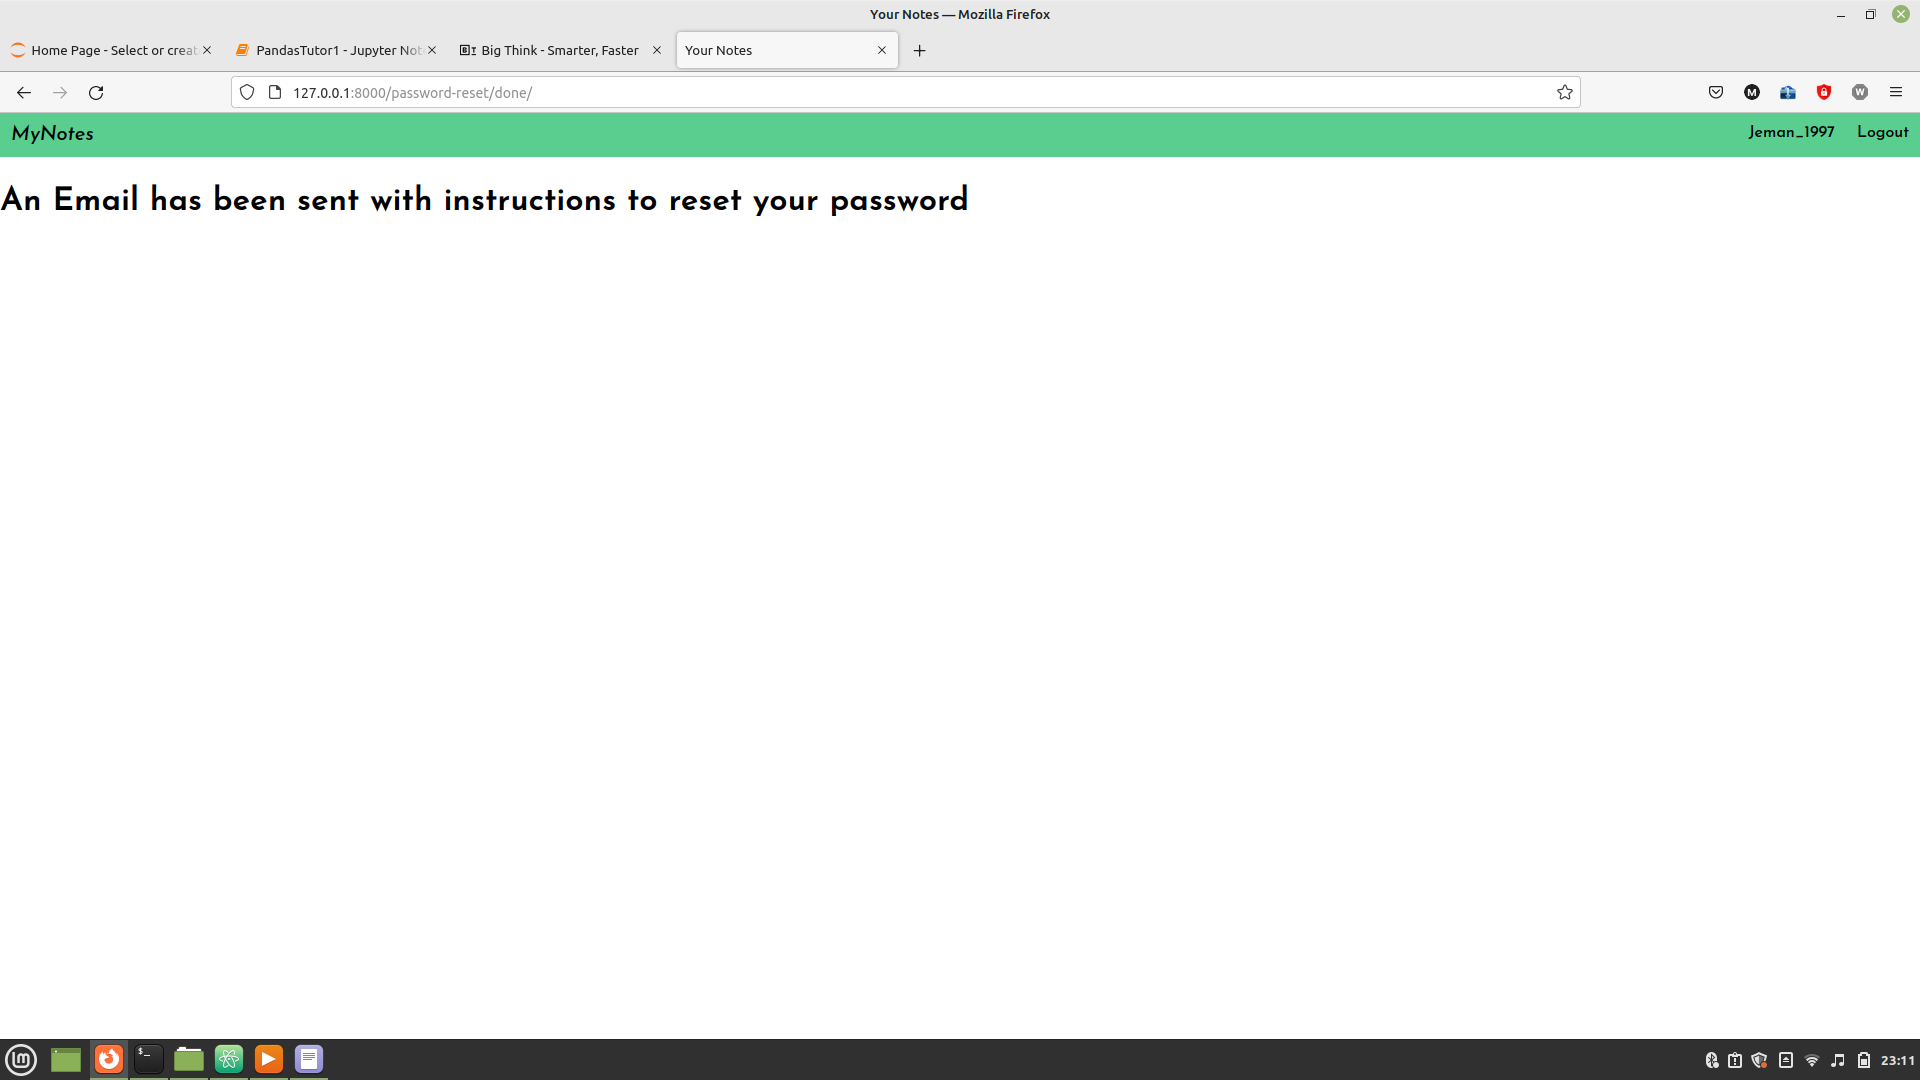 Your Notes — Mozilla Firefox
Home Page - Select or creat
PandasTutor1 - Jupyter Not
Big Think - Smarter, Faster
Your Notes
127.0.0.1:8000/password-reset/done/
MyNotes
Jeman_1997
Logout
An Email has been sent with instructions to reset your password
23:11